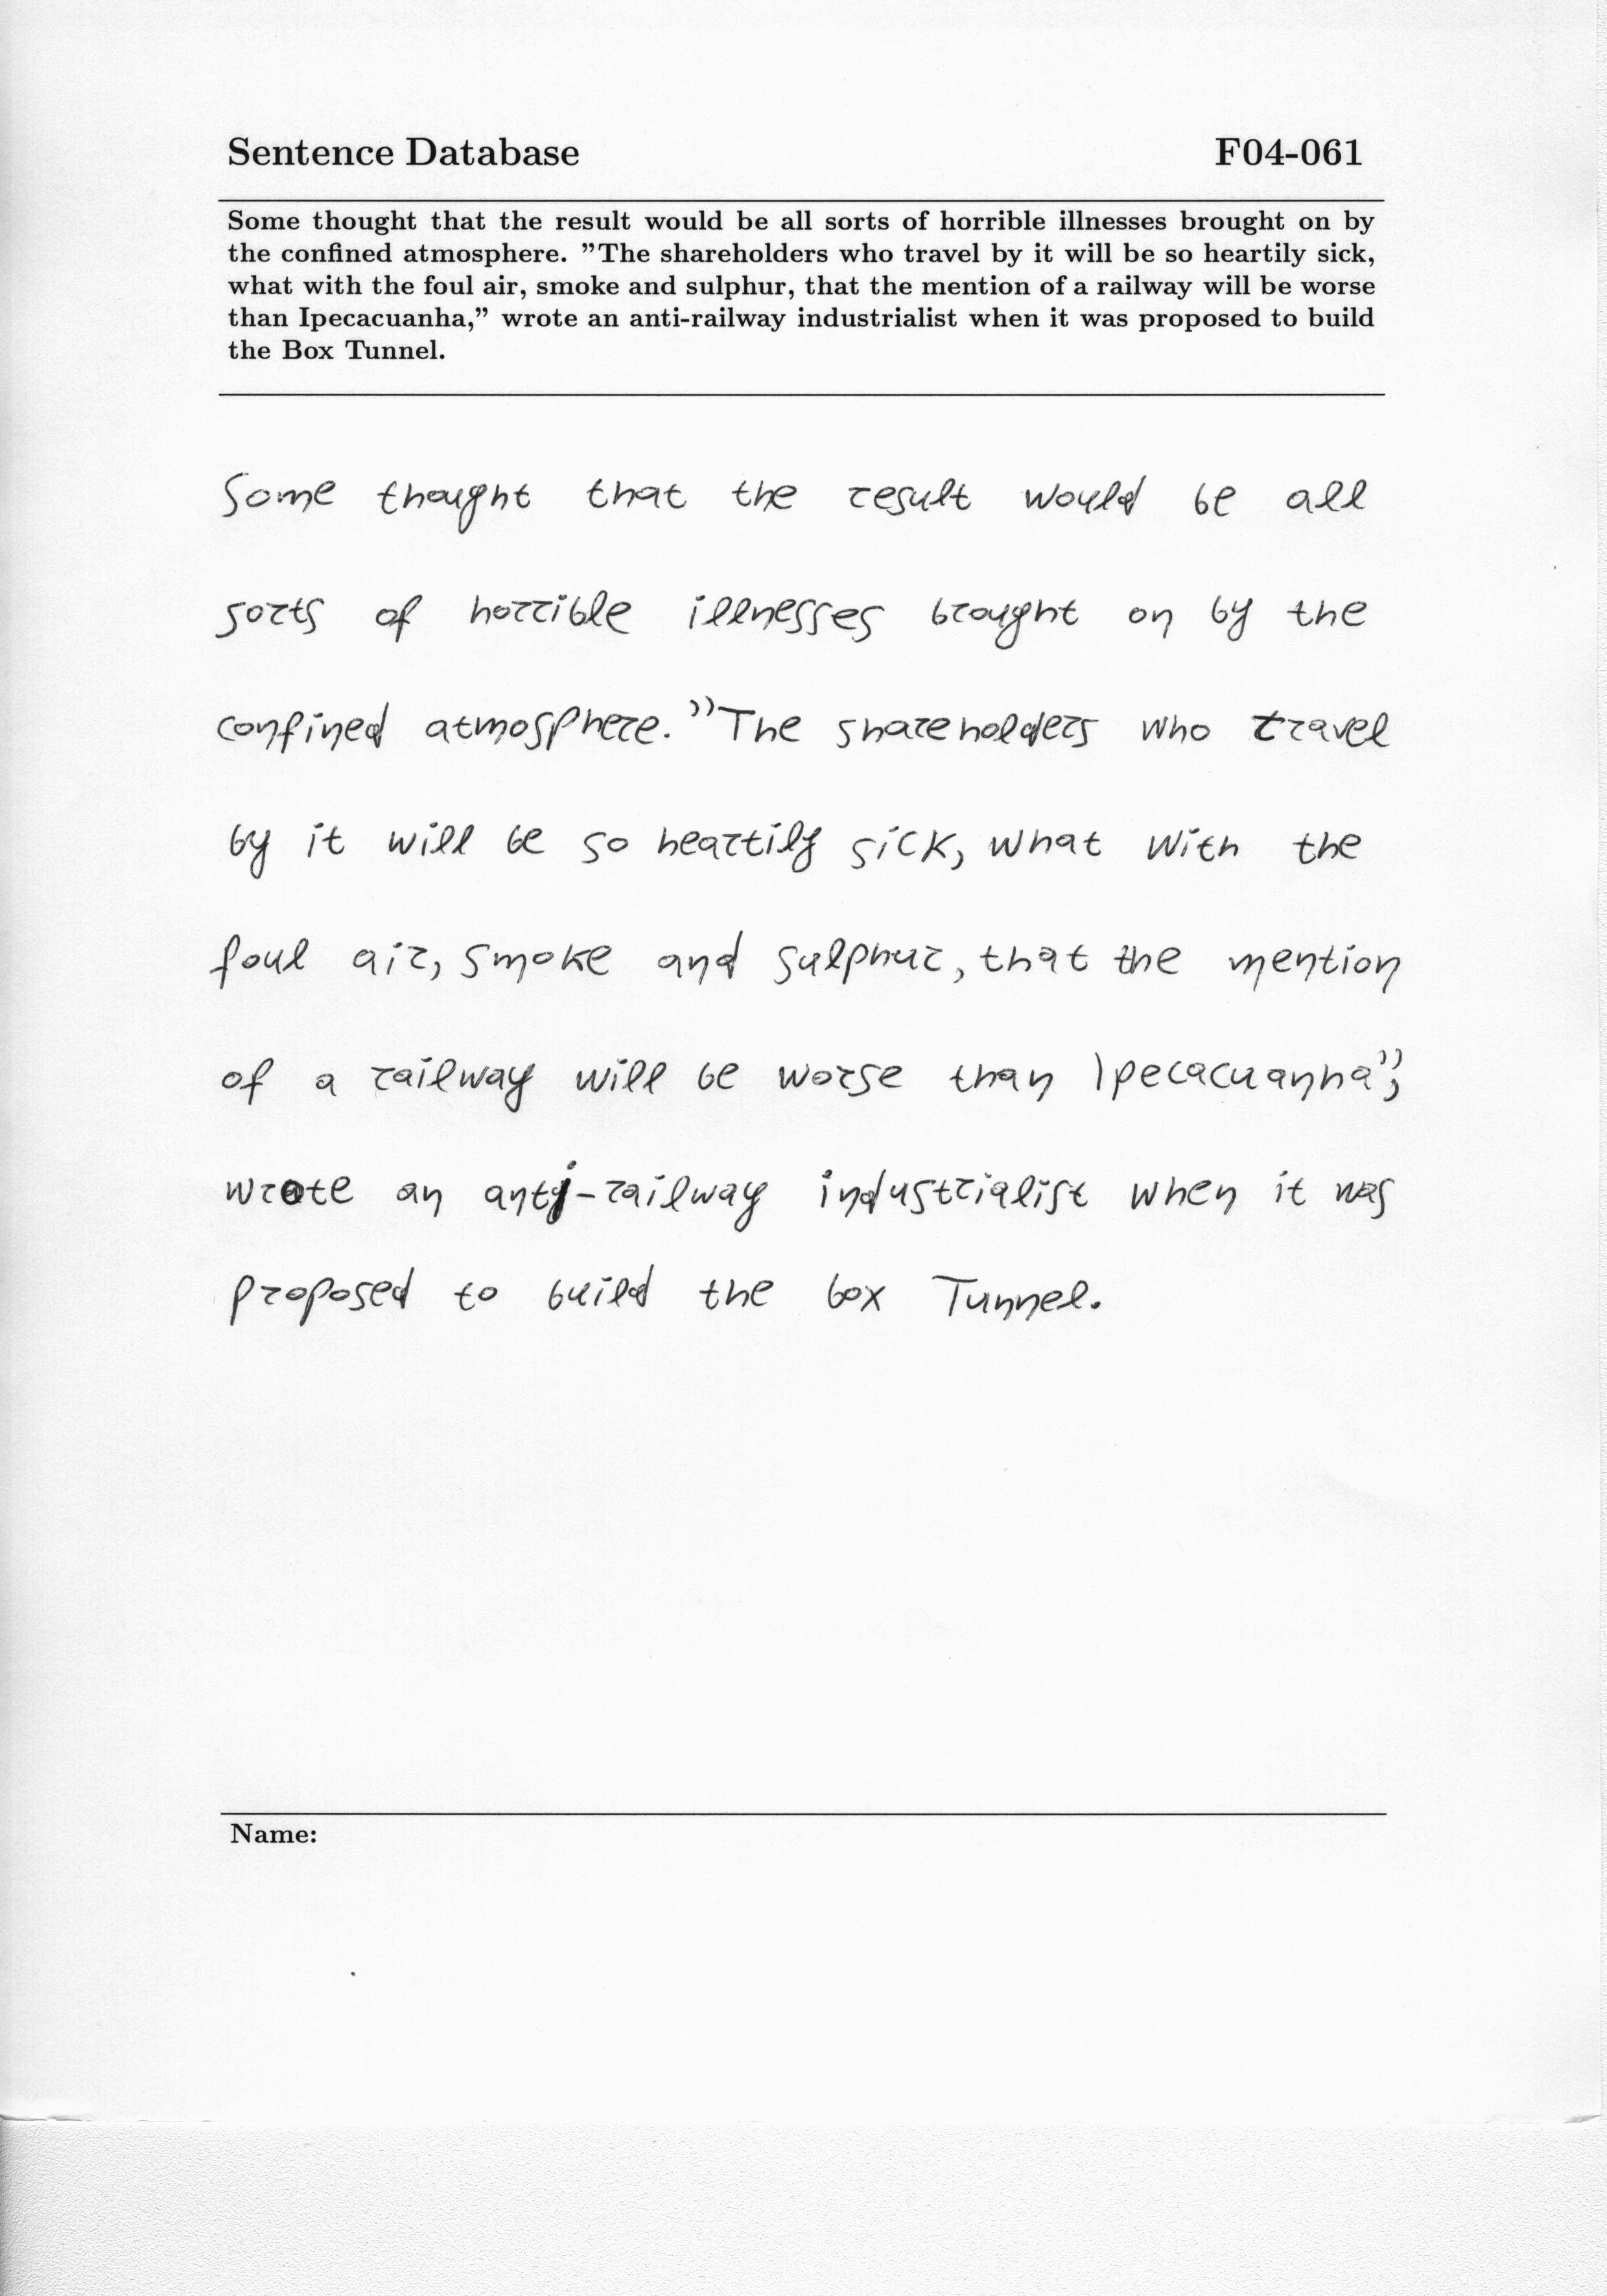 Sentence Database F04-061
Some thought that the result would be all sorts of horrible illnesses brought on by
the confined atmosphere. ”The shareholders who travel by it will be so heartily sick,
what with the foul air, smoke and sulphur, that the mention of a railway will be worse
than Ipecacuanha,” wrote an anti-railway industrialist when it was proposed to build
the Box Tunnel.
Some thought that the result would be all
sorts of horrible illnesses brought on by the
confined atmosphere. ”The shareholders who travel
by it will be so heartily sick, what with the
foul air, smoke and sulphur, that the mention
of a railway will be worse than Ipecacuanha”,
wrote an anti-railway industrialist when it was
proposed to build the box Tunnel.
Name: